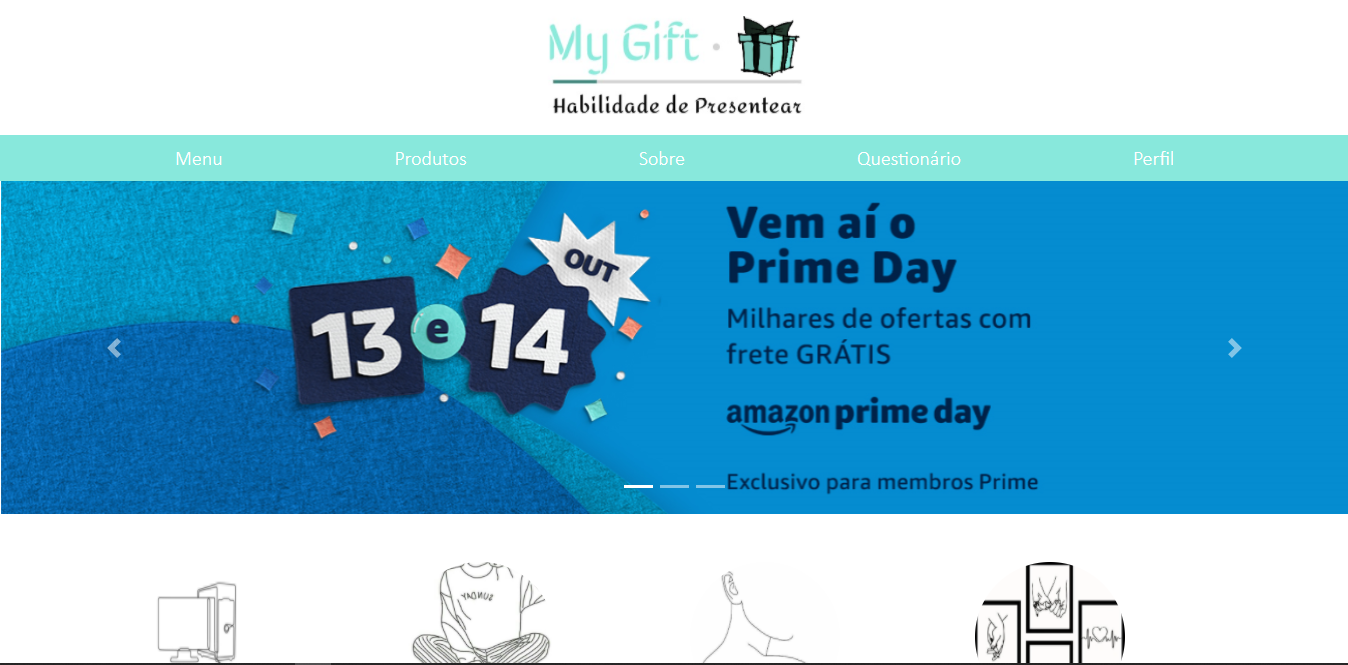 My Gift
Habilidade de Presentear
Menu Produtos Sobre Questionário Perfil
Vem aí o
Prime Day
Milhares de ofertas com
frete GRÁTIS
amazon prime day
Exclusivo para membros Prime
OUT
13 e 14
SUNDAY